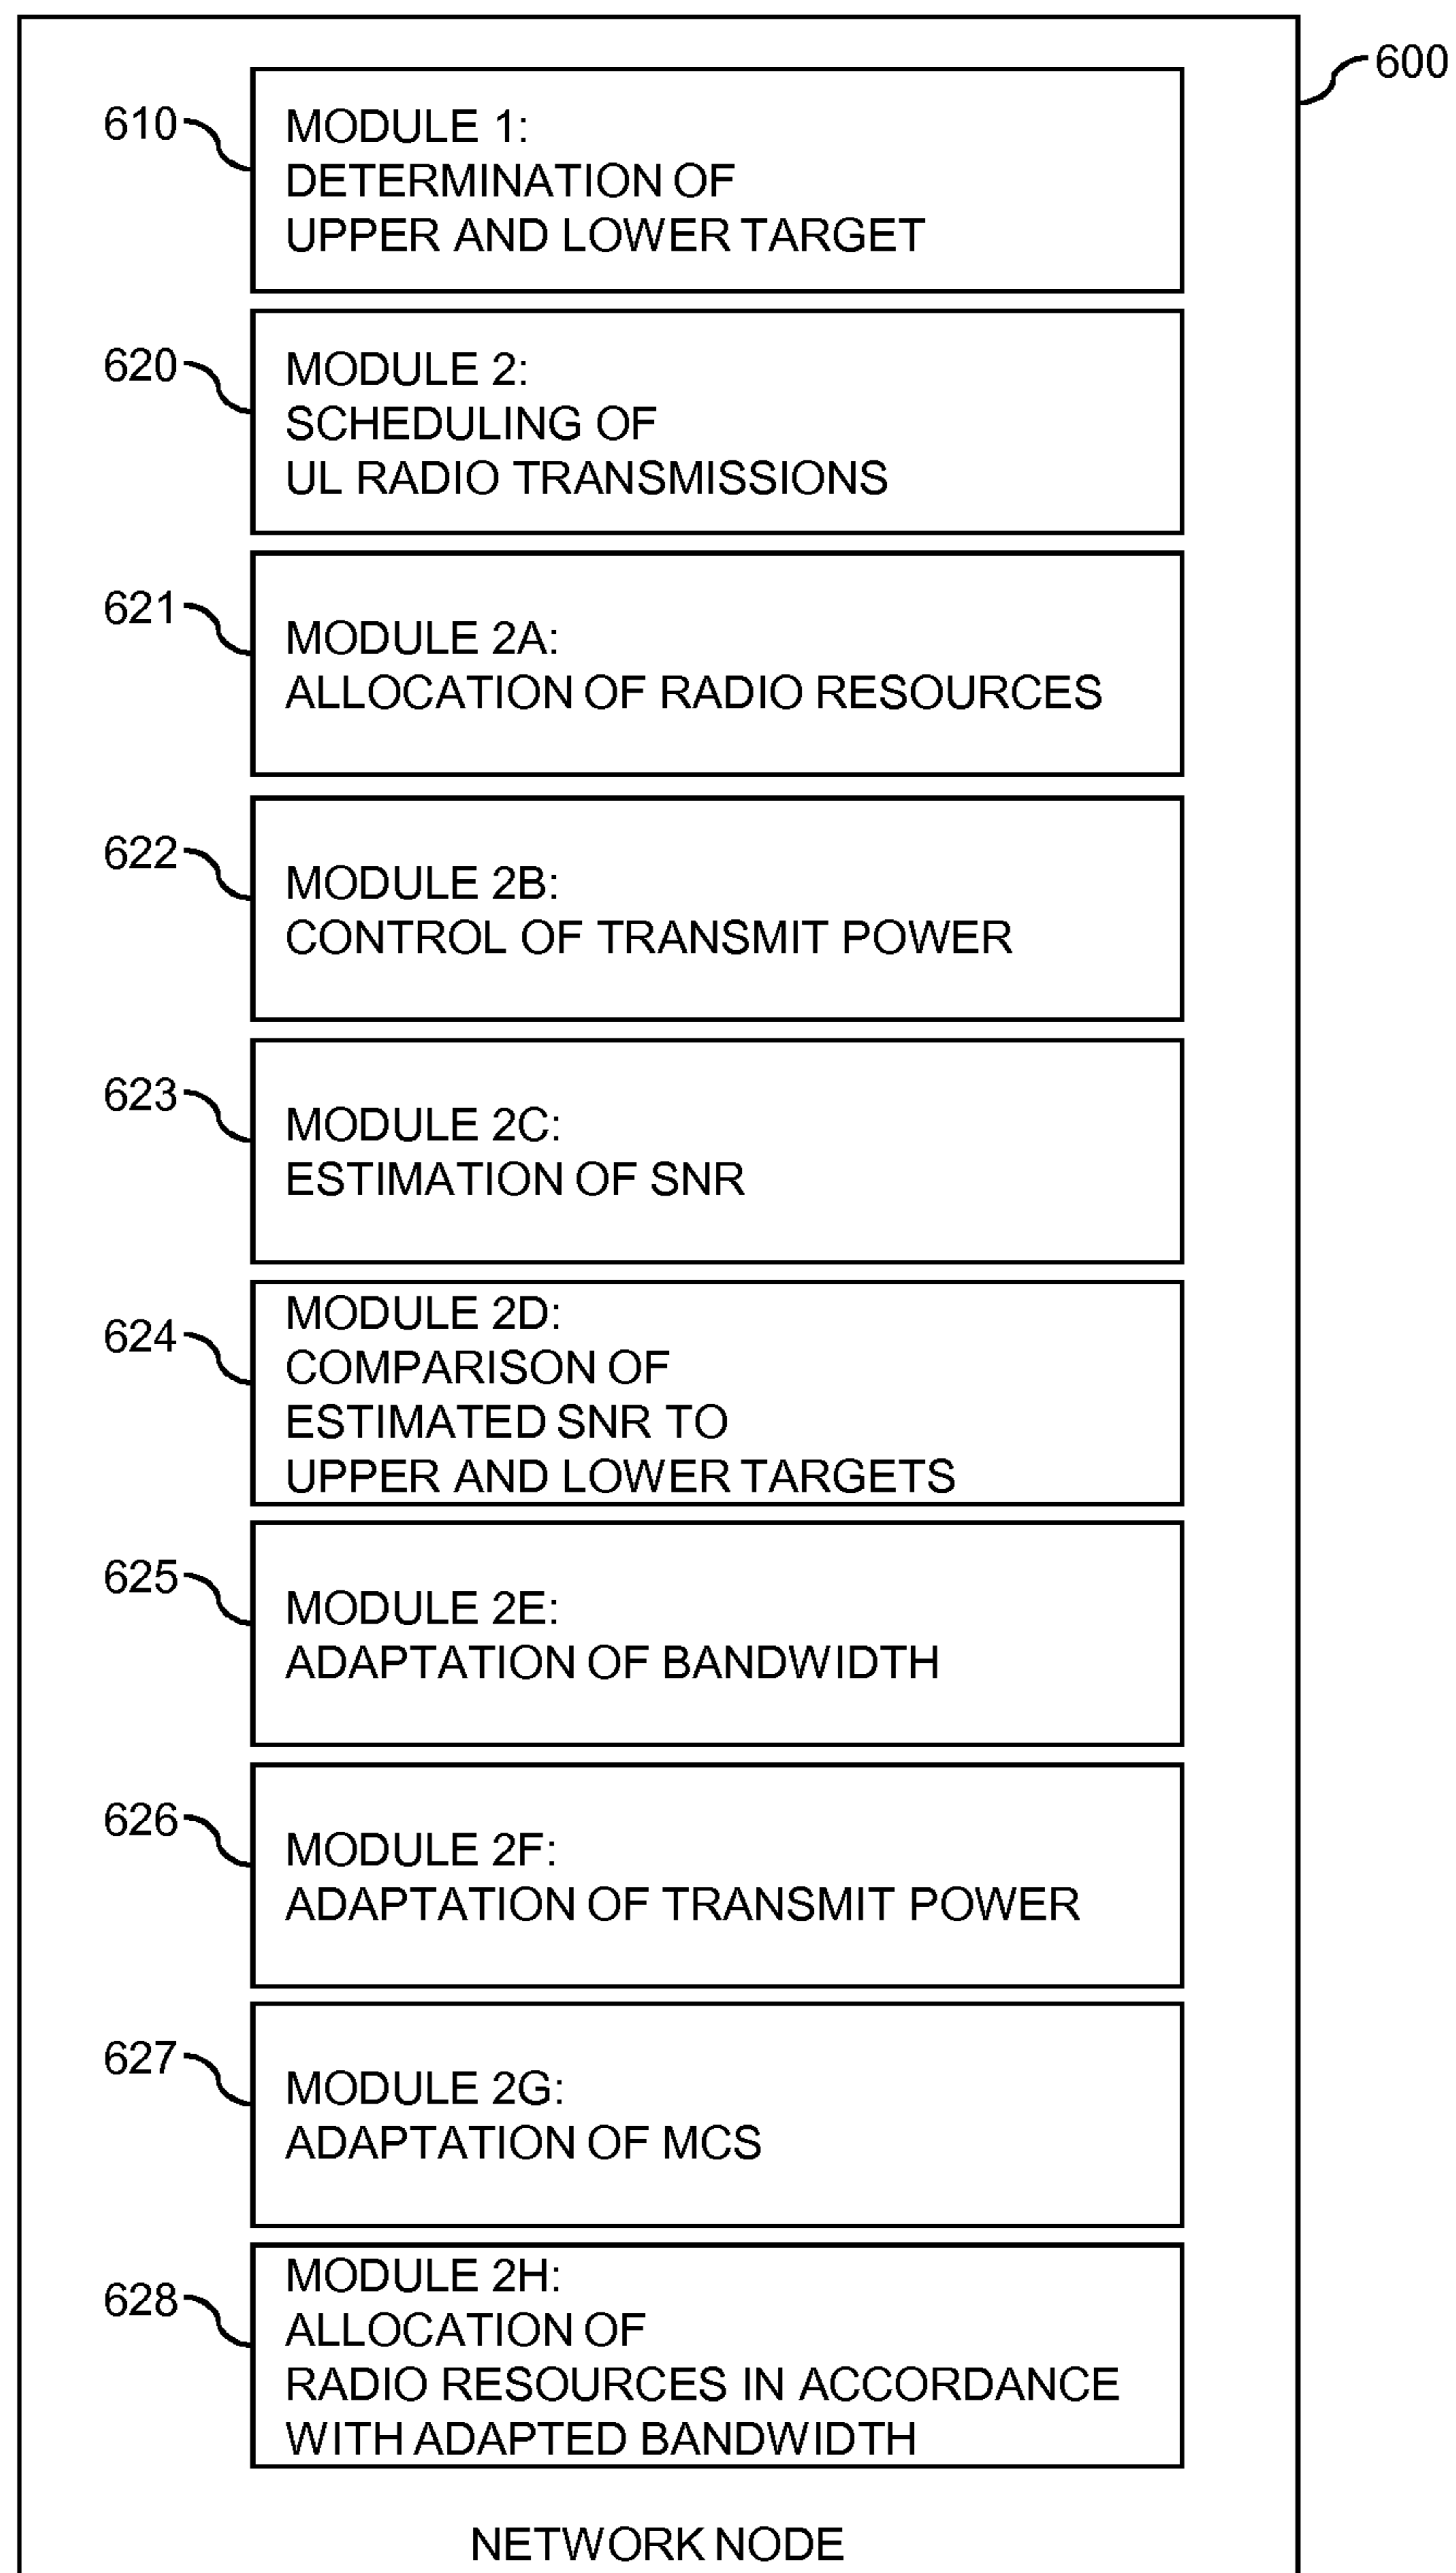 600
610
MODULE 1:
DETERMINATION OF
UPPER AND LOWER TARGET
620
MODULE 2:
SCHEDULING OF
UL RADIO TRANSMISSIONS
621
MODULE 2A:
ALLOCATION OF RADIO RESOURCES
622
MODULE 2B:
CONTROL OF TRANSMIT POWER
623
MODULE 2C:
ESTIMATION OF SNR
624
MODULE 2D:
COMPARISON OF
ESTIMATED SNR TO
UPPER AND LOWER TARGETS
625
MODULE 2E:
ADAPTATION OF BANDWIDTH
626
MODULE 2F:
ADAPTATION OF TRANSMIT POWER
627
MODULE 2G:
ADAPTATION OF MCS
628
MODULE 2H:
ALLOCATION OF
RADIO RESOURCES IN ACCORDANCE
WITH ADAPTED BANDWIDTH
NETWORK NODE